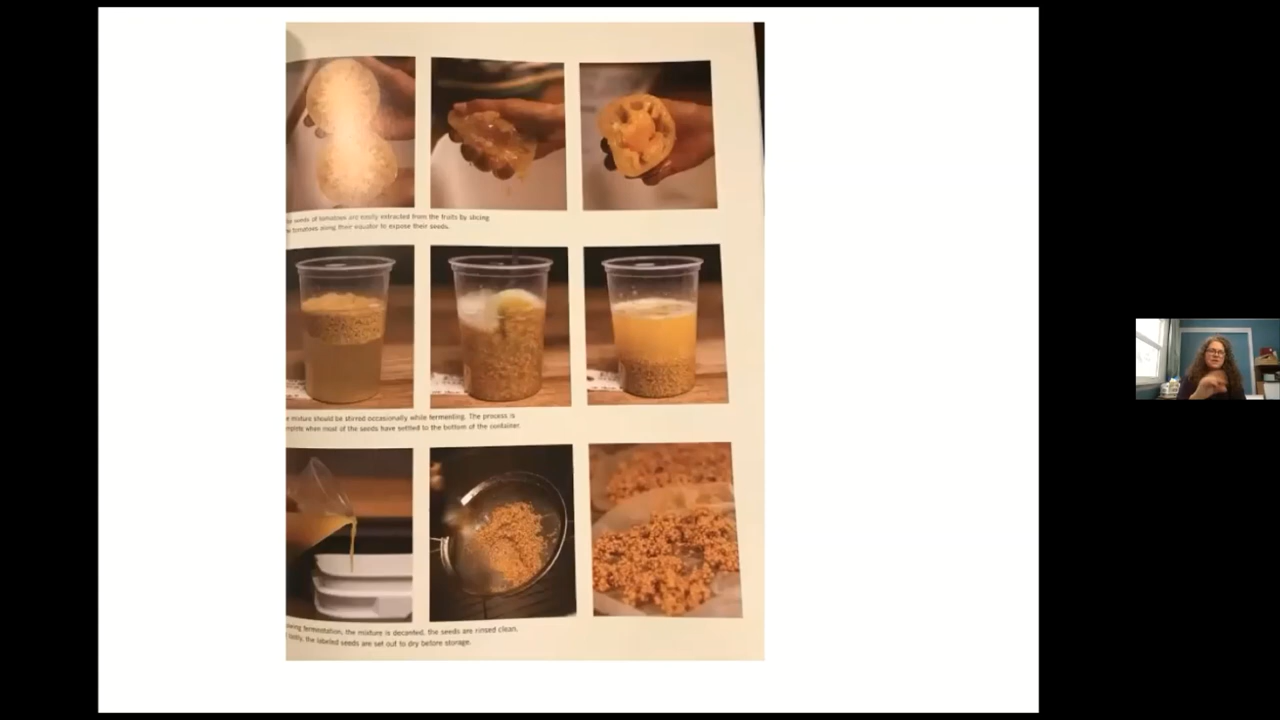 seeds of tomatoes are easily extracted from the fruits by slicing
tomatoes along their equator to expose their seeds.
mixture should be stirred occasionally while fermenting. The process is
when most of the seeds have settled to the bottom of the container.
fermentation, the mixture is decanted, the seeds are rinsed clean.
the labeled seeds are set out to dry before storage.